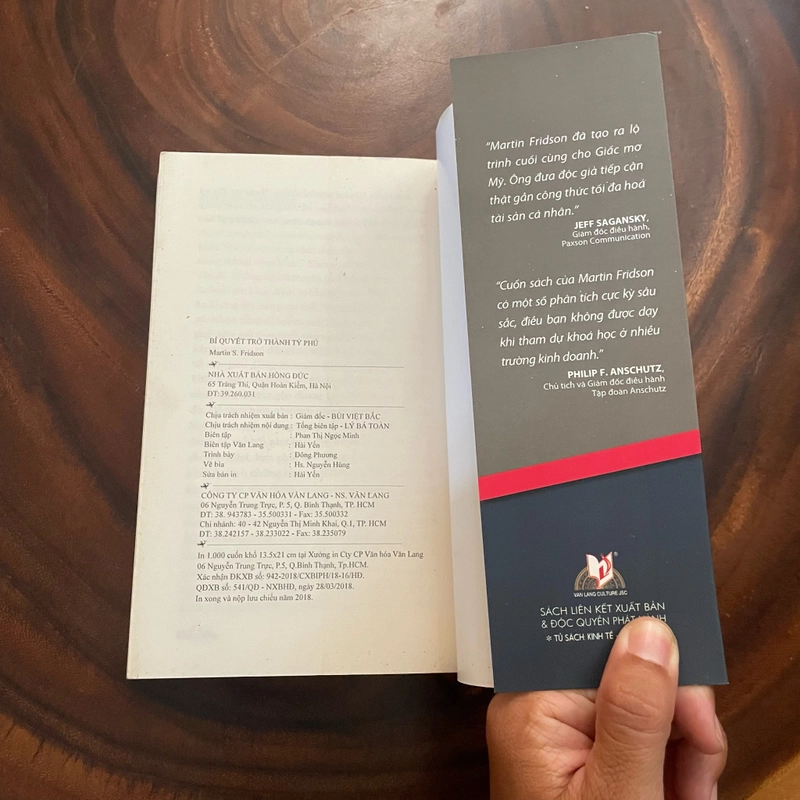 BÍ QUYẾT TRỞ THÀNH TỶ PHÚ
Martin S. Fridson
NHÀ XUẤT BẢN HỒNG ĐỨC
65 Tràng Thi, Quận Hoàn Kiếm, Hà Nội
ĐT: 39.260.031
Chịu trách nhiệm xuất bản : Giám đốc - BÙI VIỆT BẮC
Chịu trách nhiệm nội dung : Tổng biên tập - LÝ BÁ TOÀN
Biên tập : Phan Thị Ngọc Minh
Biên tập Văn Lang : Hải Yến
Trình bày : Đông Phương
Vẽ bìa : Hs. Nguyễn Hùng
Sửa bản in : Hải Yến
CÔNG TY CP VĂN HÓA VĂN LANG - NS. VĂN LANG
06 Nguyễn Trung Trực, P. 5, Q. Bình Thạnh, TP. HCM
ĐT: 38. 943783 - 35.500331 - Fax: 35.500332
Chi nhánh: 40 - 42 Nguyễn Thị Minh Khai, Q.1, TP. HCM
ĐT: 38.242157 - 38.233022 - Fax: 38.235079
In 1.000 cuốn khổ 13.5x21 cm tại Xưởng in Cty CP Văn hóa Văn Lang
06 Nguyễn Trung Trực, P.5, Q.Bình Thạnh, Tp.HCM.
Xác nhận ĐKXB số: 942-2018/CXBIPH/18-16/HĐ.
QĐXB số: 541/QĐ - NXBHĐ, ngày 28/03/2018.
In xong và nộp lưu chiểu năm 2018.
“Martin Fridson đã tạo ra lộ
trình cuối cùng cho Giấc mơ
Mỹ. Ông đưa độc giả tiếp cận
thật gần công thức tối đa hoá
tài sản cá nhân.”
JEFF SAGANSKY,
Giám đốc điều hành,
Paxson Communication
“Cuốn sách của Martin Fridson
có một số phân tích cực kỳ sâu
sắc, điều bạn không được dạy
khi tham dự khoá học ở nhiều
trường kinh doanh.”
PHILIP F. ANSCHUTZ,
Chủ tịch và Giám đốc điều hành
Tập đoàn Anschutz
VAN LANG CULTURE JSC
SÁCH LIÊN KẾT XUẤT BẢN
& ĐỘC QUYỀN PHÁT HÀNH
* TỦ SÁCH: KINH TẾ